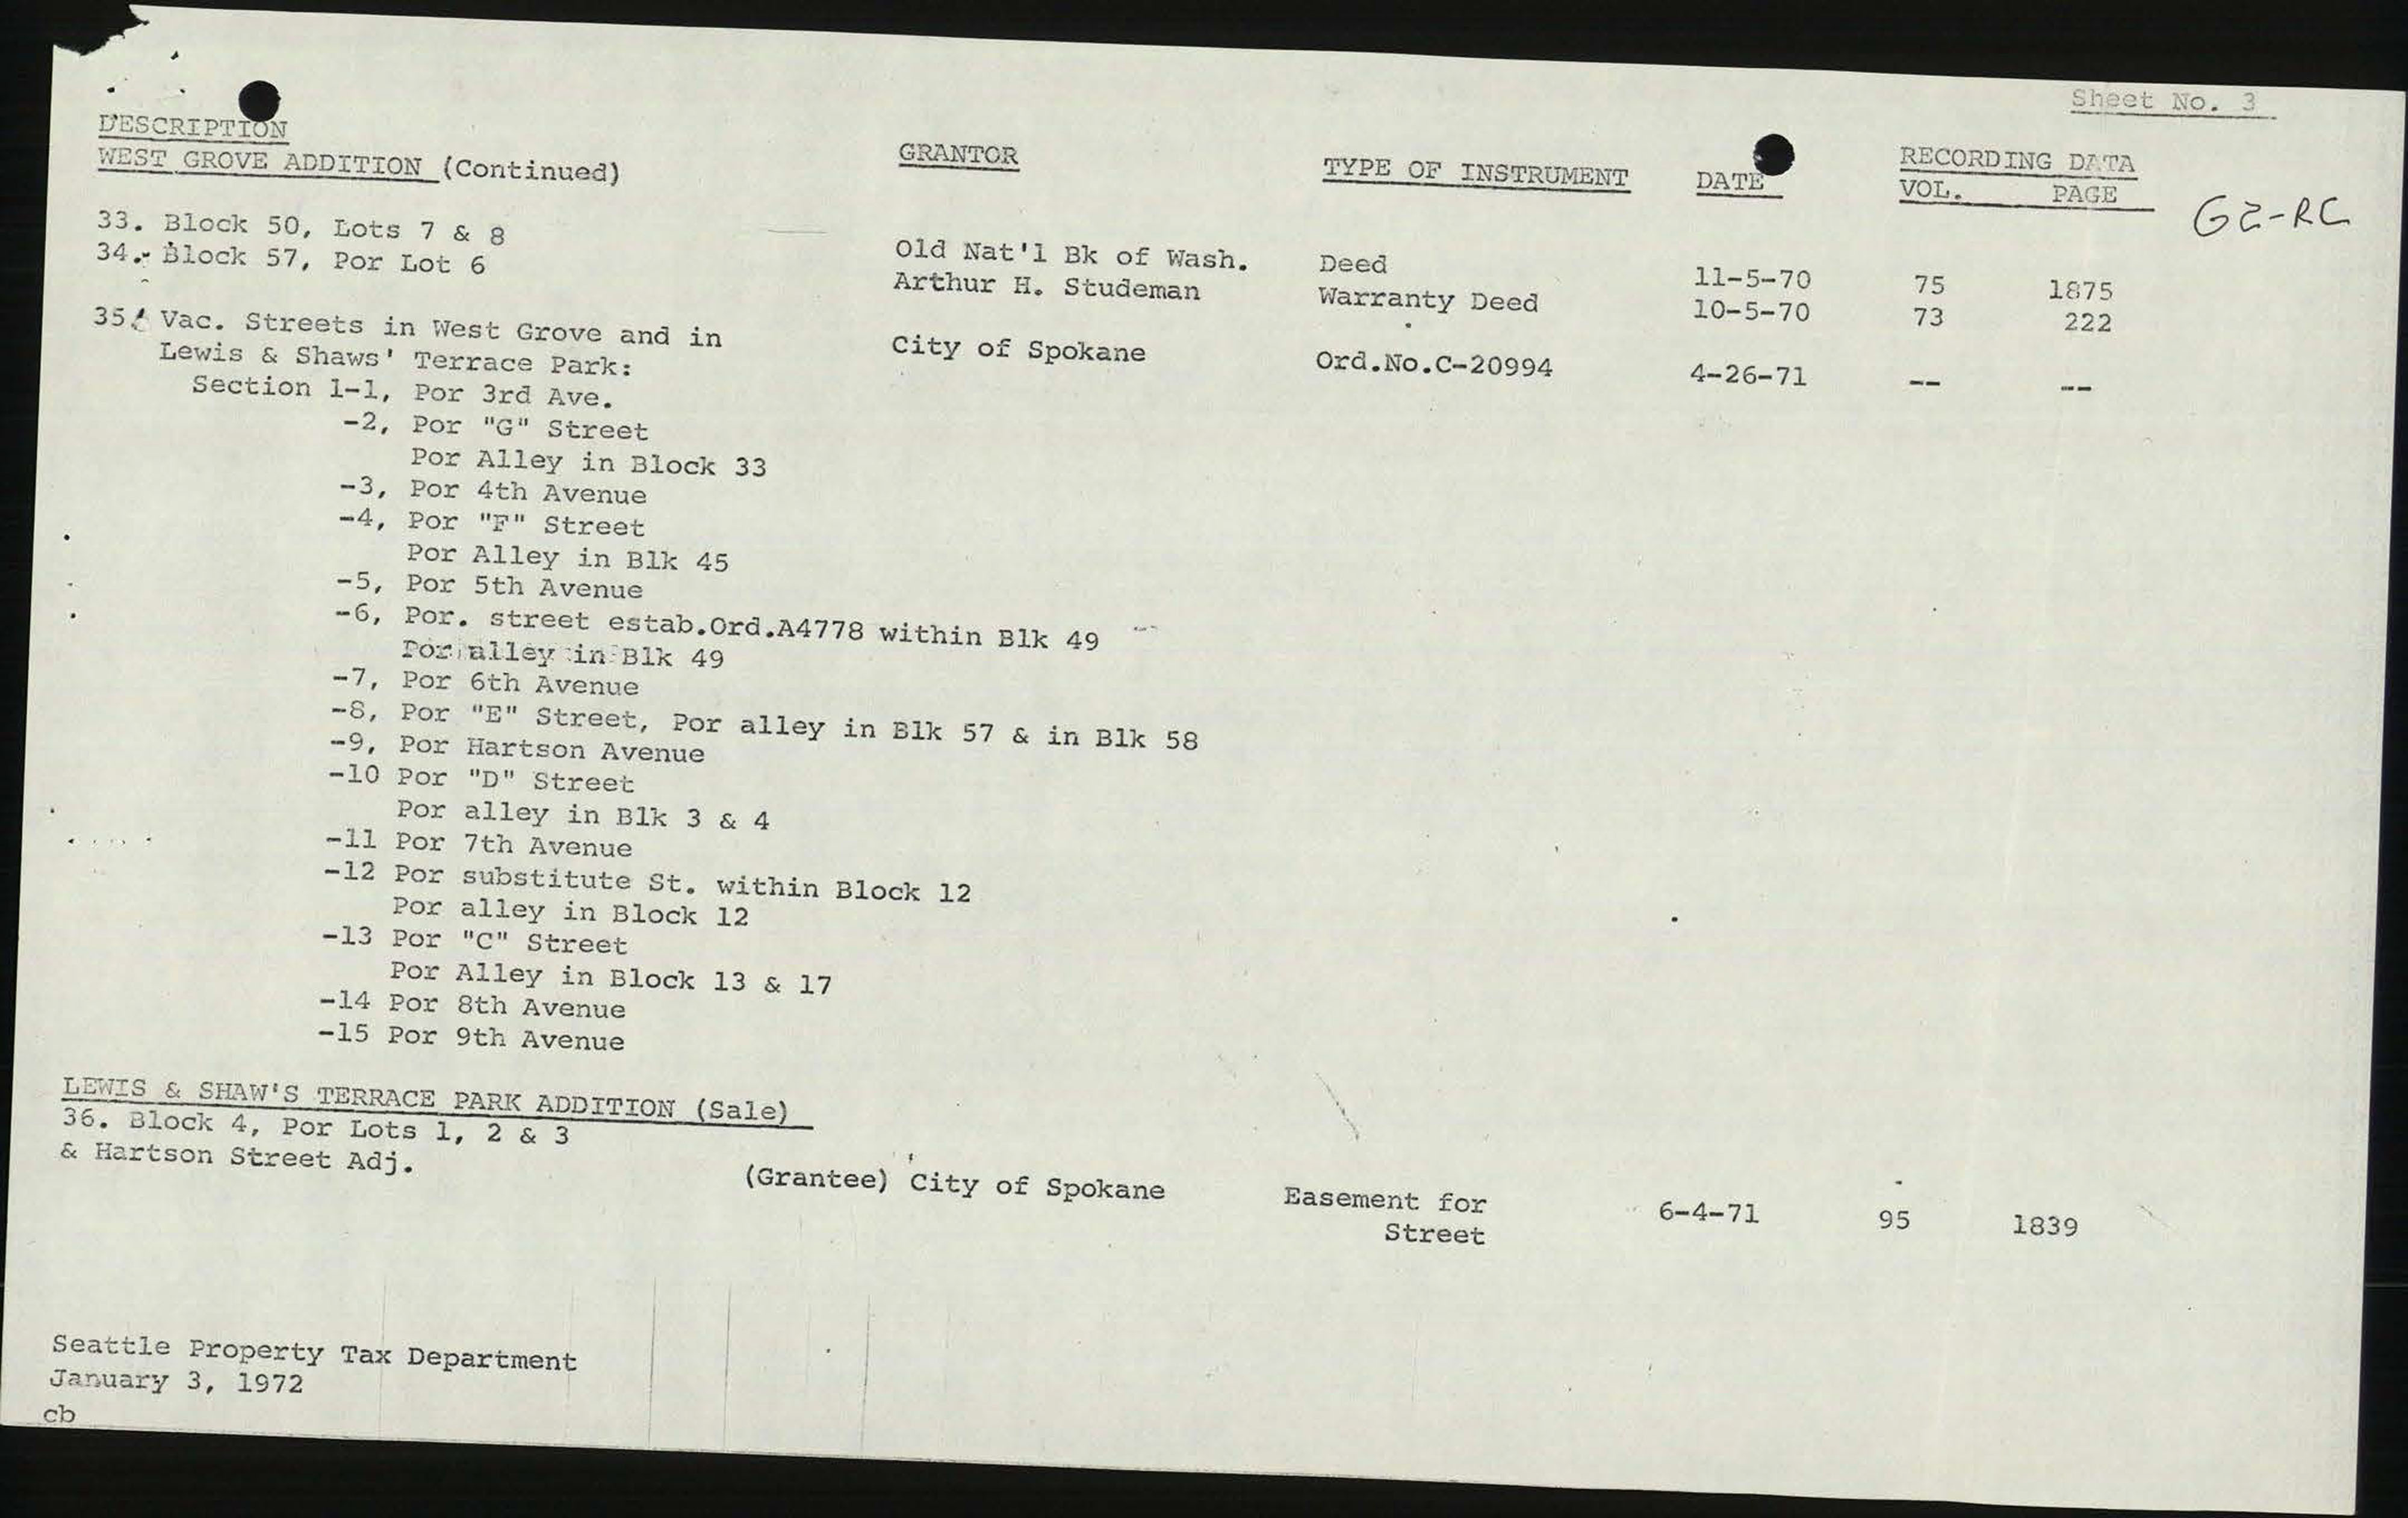 Sheet No. 3
DESCRIPTION
WEST GROVE ADDITION (Continued) GRANTOR TYPE OF INSTRUMENT DATE RECORDING DATA
VOL. PAGE
G2-RC
33. Block 50, Lots 7 & 8 Old Nat'l Bk of Wash. Deed 11-5-70 75 1875
34. Block 57, Por Lot 6 Arthur H. Studeman Warranty Deed 10-5-70 73 222
35. Vac. Streets in West Grove and in City of Spokane Ord.No.C-20994 4-26-71 -- --
Lewis & Shaws' Terrace Park:
Section 1-1, Por 3rd Ave.
-2, Por "G" Street
Por Alley in Block 33
-3, Por 4th Avenue
-4, Por "F" Street
Por Alley in Blk 45
-5, Por 5th Avenue
-6, Por. street estab.Ord.A4778 within Blk 49
Por alley in Blk 49
-7, Por 6th Avenue
-8, Por "E" Street, Por alley in Blk 57 & in Blk 58
-9, Por Hartson Avenue
-10 Por "D" Street
Por alley in Blk 3 & 4
-11 Por 7th Avenue
-12 Por substitute St. within Block 12
Por alley in Block 12
-13 Por "C" Street
Por Alley in Block 13 & 17
-14 Por 8th Avenue
-15 Por 9th Avenue
LEWIS & SHAW'S TERRACE PARK ADDITION (Sale)
36. Block 4, Por Lots 1, 2 & 3
& Hartson Street Adj. (Grantee) City of Spokane Easement for 6-4-71 95 1839
Street
Seattle Property Tax Department
January 3, 1972
cb